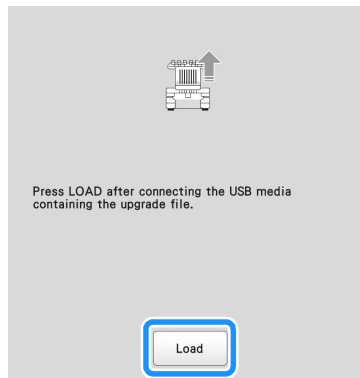 Press LOAD after connecting the USB media
containing the upgrade file.
Load